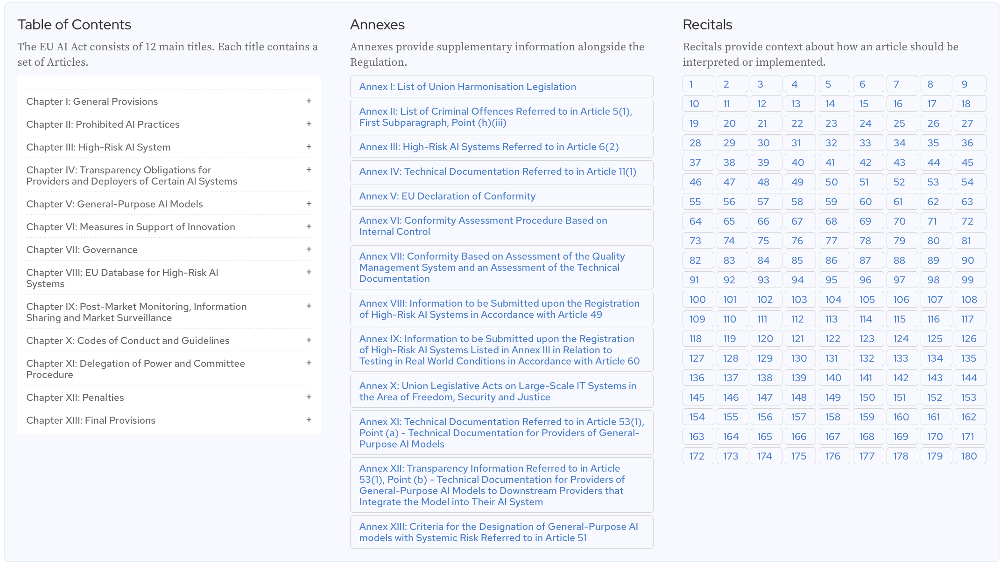 Table of Contents
The EU AI Act consists of 12 main titles. Each title contains a
set of Articles.
Chapter I: General Provisions +
Chapter II: Prohibited AI Practices +
Chapter III: High-Risk AI System +
Chapter IV: Transparency Obligations for +
Providers and Deployers of Certain AI Systems
Chapter V: General-Purpose AI Models +
Chapter VI: Measures in Support of Innovation +
Chapter VII: Governance +
Chapter VIII: EU Database for High-Risk AI +
Systems
Chapter IX: Post-Market Monitoring, Information +
Sharing and Market Surveillance
Chapter X: Codes of Conduct and Guidelines +
Chapter XI: Delegation of Power and Committee +
Procedure
Chapter XII: Penalties +
Chapter XIII: Final Provisions +
Annexes
Annexes provide supplementary information alongside the
Regulation.
Annex I: List of Union Harmonisation Legislation
Annex II: List of Criminal Offences Referred to in Article 5(1),
First Subparagraph, Point (h)(iii)
Annex III: High-Risk AI Systems Referred to in Article 6(2)
Annex IV: Technical Documentation Referred to in Article 11(1)
Annex V: EU Declaration of Conformity
Annex VI: Conformity Assessment Procedure Based on
Internal Control
Annex VII: Conformity Based on Assessment of the Quality
Management System and an Assessment of the Technical
Documentation
Annex VIII: Information to be Submitted upon the Registration
of High-Risk AI Systems in Accordance with Article 49
Annex IX: Information to be Submitted upon the Registration
of High-Risk AI Systems Listed in Annex III in Relation to
Testing in Real World Conditions in Accordance with Article 60
Annex X: Union Legislative Acts on Large-Scale IT Systems in
the Area of Freedom, Security and Justice
Annex XI: Technical Documentation Referred to in Article 53(1),
Point (a) - Technical Documentation for Providers of General-
Purpose AI Models
Annex XII: Transparency Information Referred to in Article
53(1), Point (b) - Technical Documentation for Providers of
General-Purpose AI Models to Downstream Providers that
Integrate the Model into Their AI System
Annex XIII: Criteria for the Designation of General-Purpose AI
models with Systemic Risk Referred to in Article 51
Recitals
Recitals provide context about how an article should be
interpreted or implemented.
1 2 3 4 5 6 7 8 9
10 11 12 13 14 15 16 17 18
19 20 21 22 23 24 25 26 27
28 29 30 31 32 33 34 35 36
37 38 39 40 41 42 43 44 45
46 47 48 49 50 51 52 53 54
55 56 57 58 59 60 61 62 63
64 65 66 67 68 69 70 71 72
73 74 75 76 77 78 79 80 81
82 83 84 85 86 87 88 89 90
91 92 93 94 95 96 97 98 99
100 101 102 103 104 105 106 107 108
109 110 111 112 113 114 115 116 117
118 119 120 121 122 123 124 125 126
127 128 129 130 131 132 133 134 135
136 137 138 139 140 141 142 143 144
145 146 147 148 149 150 151 152 153
154 155 156 157 158 159 160 161 162
163 164 165 166 167 168 169 170 171
172 173 174 175 176 177 178 179 180